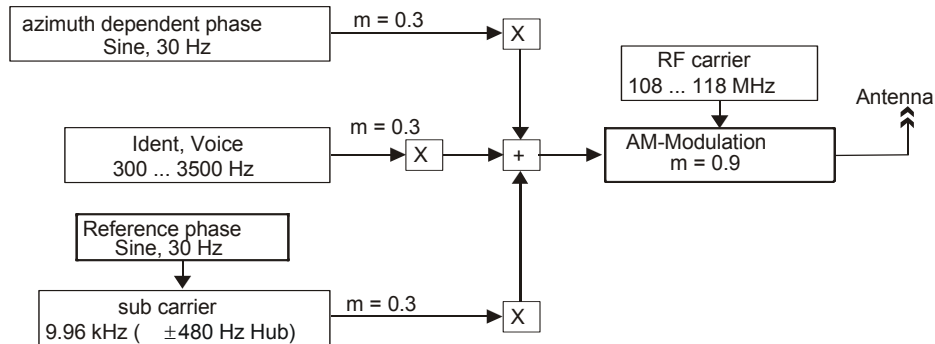 azimuth dependent phase
Sine, 30 Hz
m = 0.3
X
RF carrier
108 ... 118 MHz
Antenna
Ident, Voice
300 ... 3500 Hz
m = 0.3
X
+
AM-Modulation
m = 0.9
Reference phase
Sine, 30 Hz
sub carrier
9.96 kHz ( ±480 Hz Hub)
m = 0.3
X